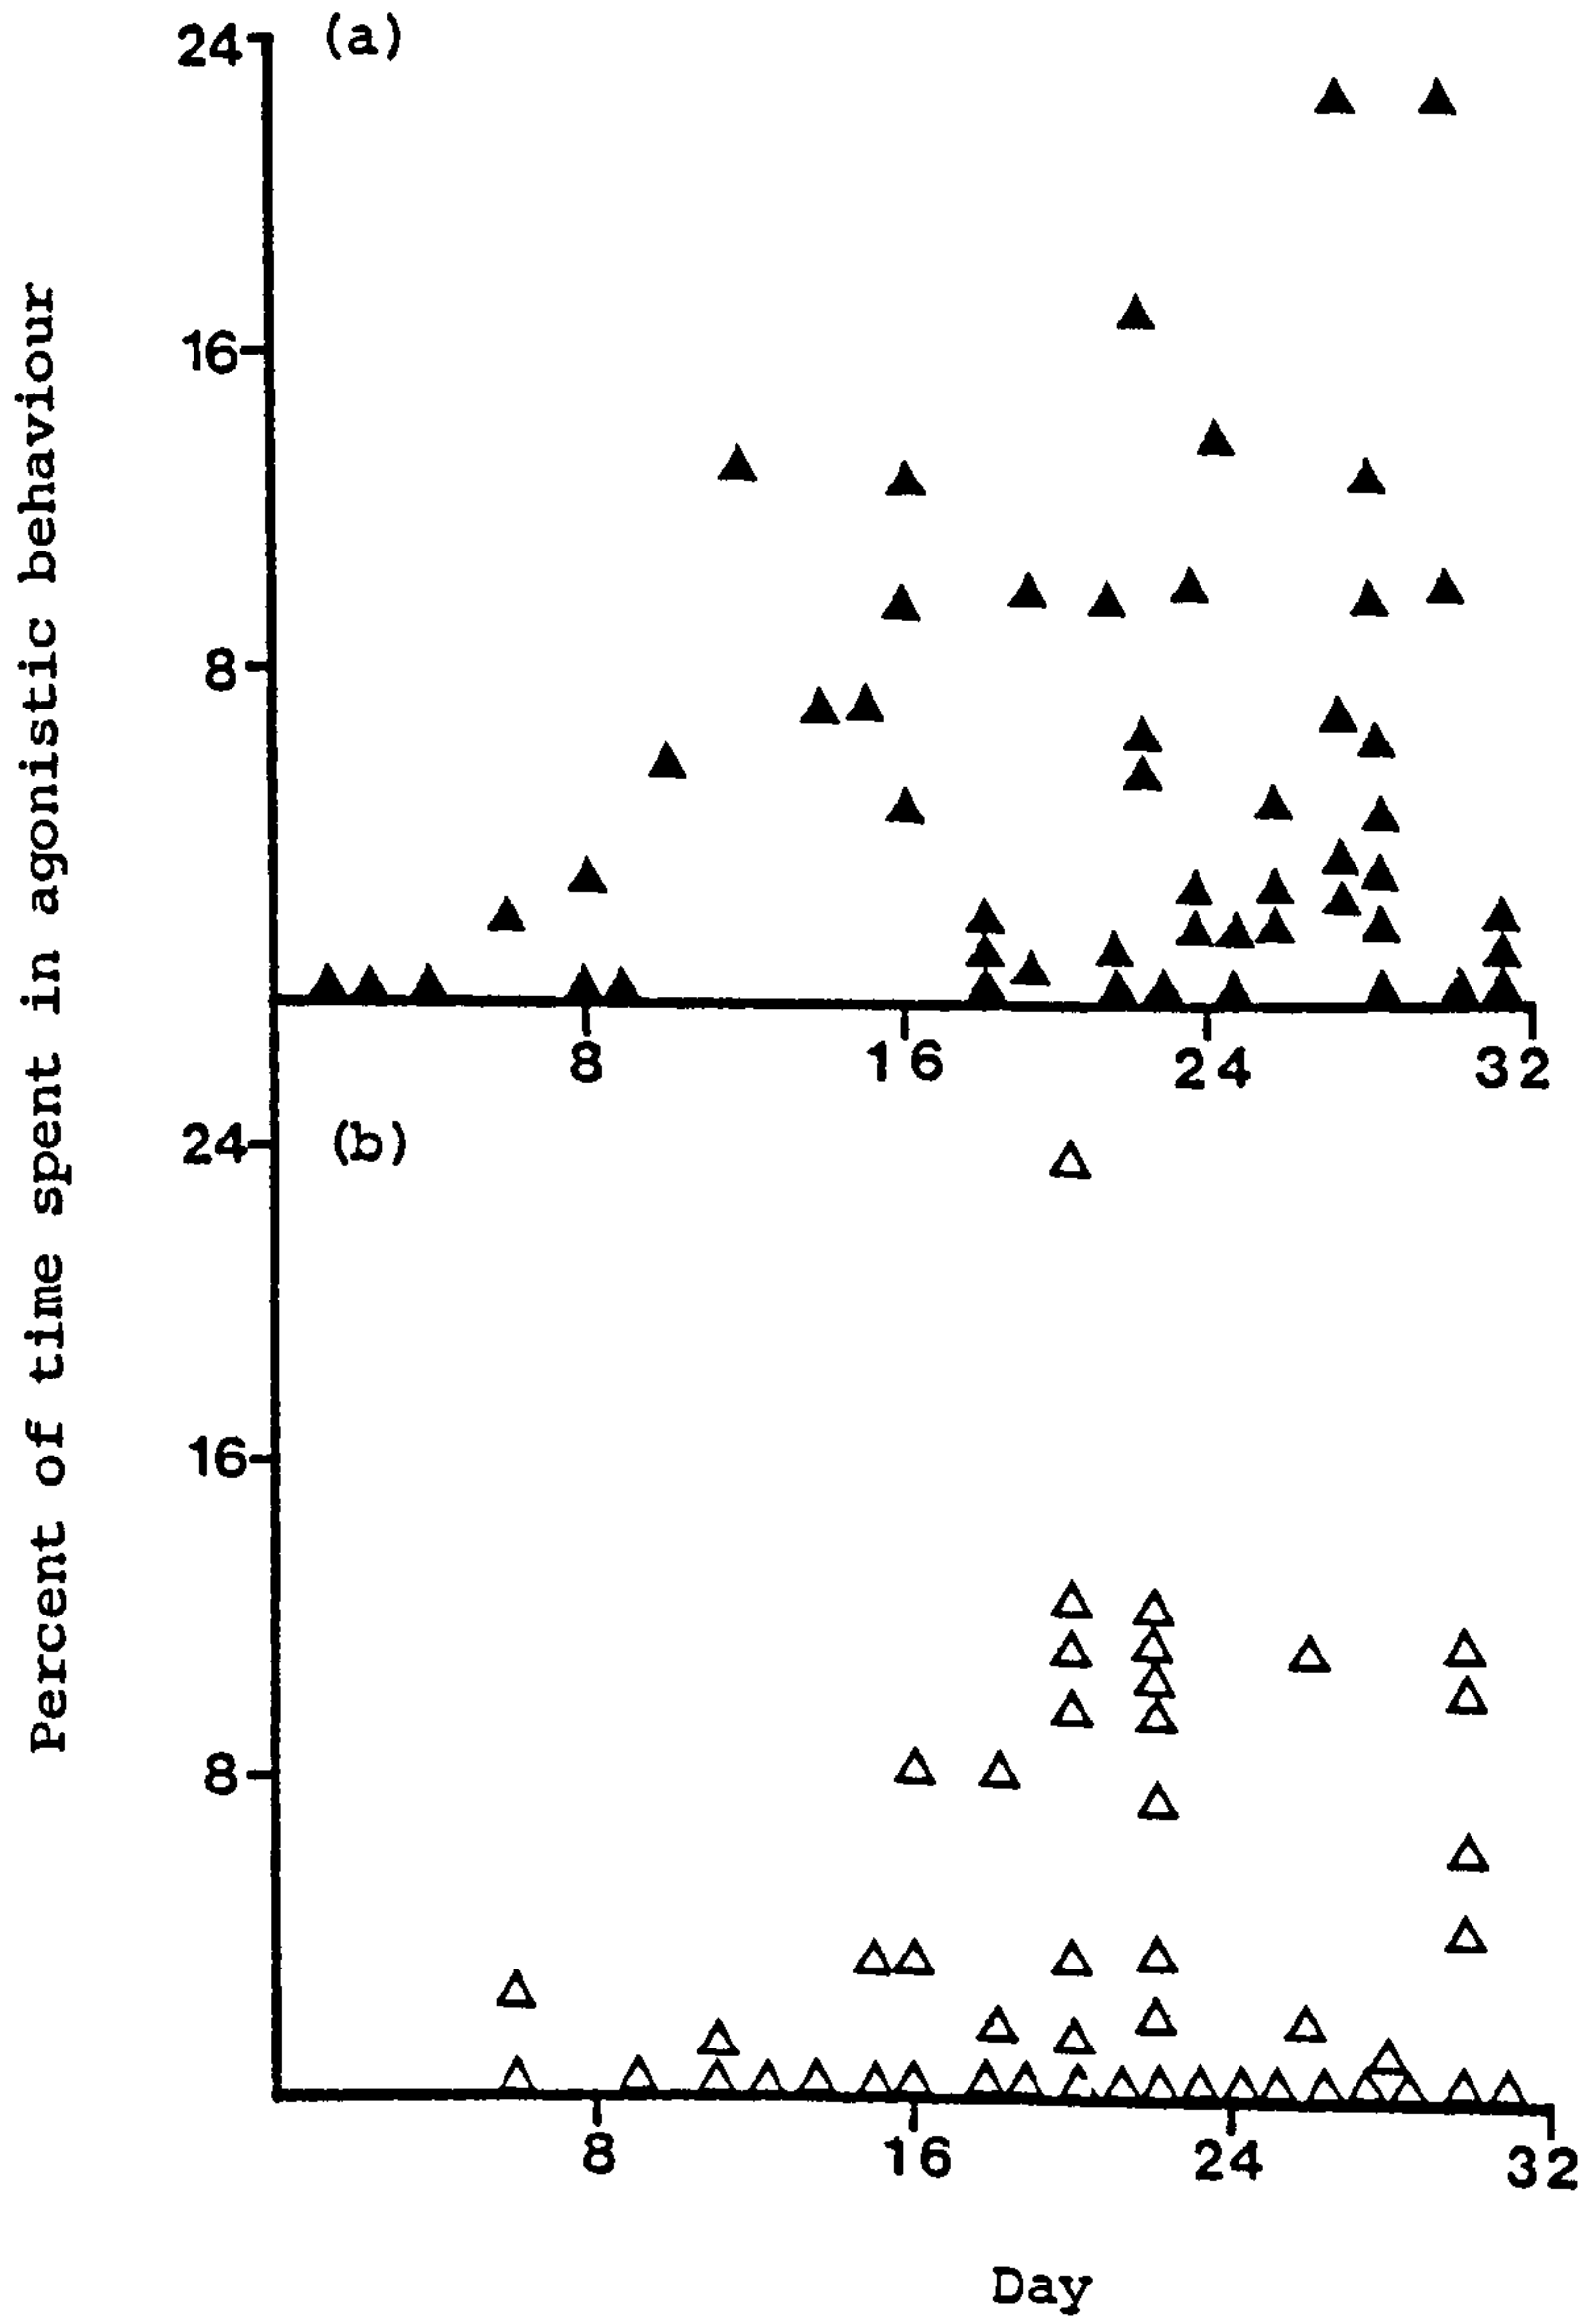 Percent of time spent in agonistic behaviour
(a)
24
16
8
8 16 24 32
(b)
24
16
8
8 16 24 32
Day